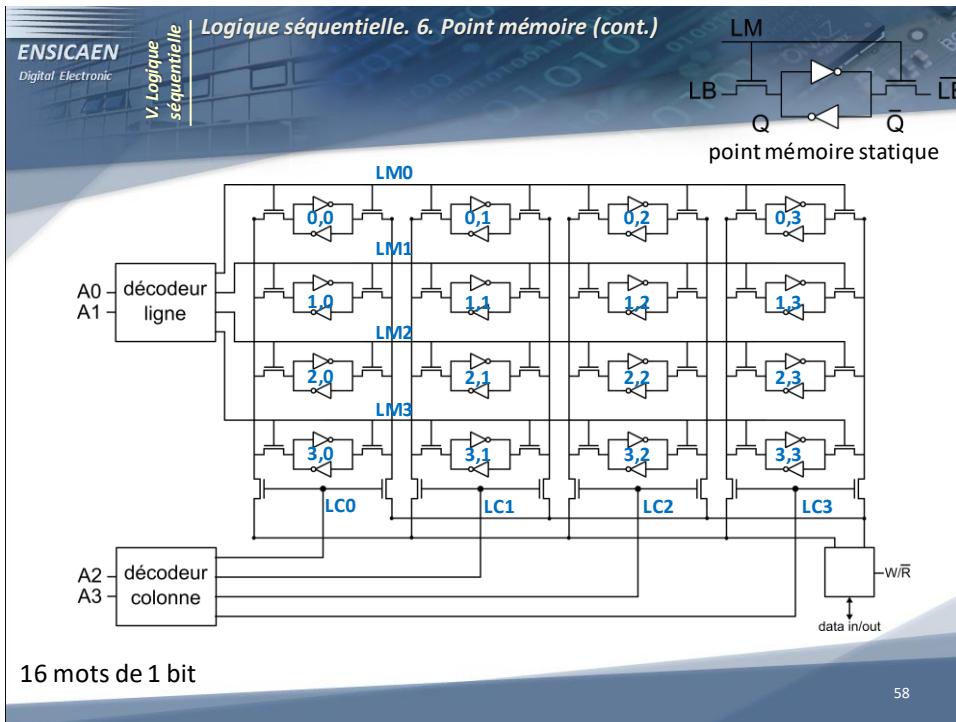 ENSICAEN
Digital Electronic
V. Logique
séquentielle
Logique séquentielle. 6. Point mémoire (cont.)
LM
LB
Q
Q̅
point mémoire statique
LM0
0,0 0,1 0,2 0,3
LM1
A0
A1
décodeur
ligne
1,0 1,1 1,2 1,3
LM2
2,0 2,1 2,2 2,3
LM3
3,0 3,1 3,2 3,3
LC0 LC1 LC2 LC3
A2
A3
décodeur
colonne
W/R̅
data in/out
16 mots de 1 bit
58